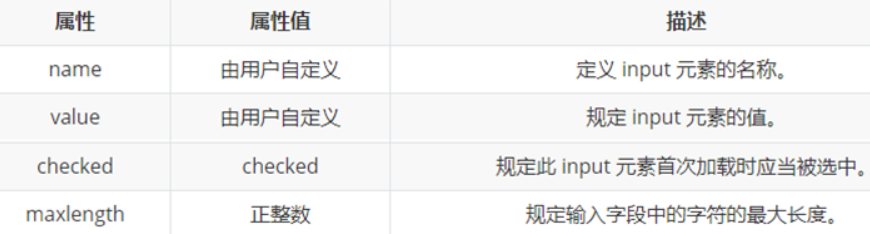 属性 属性值 描述
name 由用户自定义 定义 input 元素的名称。
value 由用户自定义 规定 input 元素的值。
checked checked 规定此 input 元素首次加载时应当被选中。
maxlength 正整数 规定输入字段中的字符的最大长度。